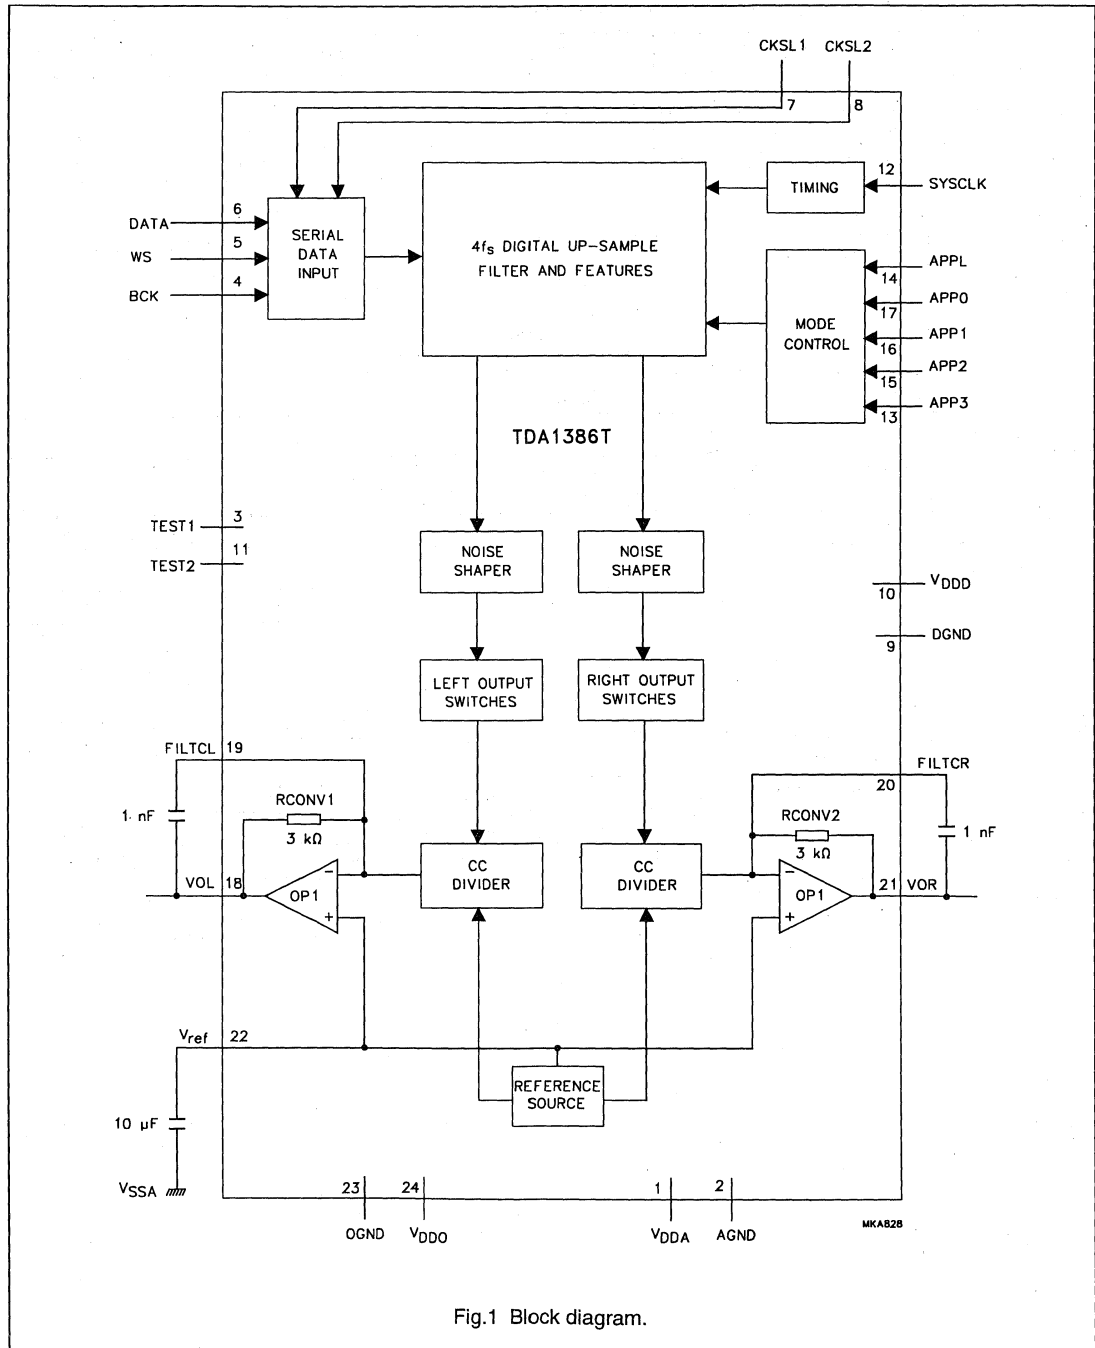 CKSL1 CKSL2
7 8
12
TIMING SYSCLK
6
DATA
5
WS
4
BCK
SERIAL
DATA
INPUT
4fs DIGITAL UP-SAMPLE
FILTER AND FEATURES
MODE
CONTROL
APPL
14
APP0
17
APP1
16
APP2
15
APP3
13
TDA1386T
3
TEST1
11
TEST2
NOISE
SHAPER
NOISE
SHAPER
VDDD
10
DGND
9
LEFT OUTPUT
SWITCHES
RIGHT OUTPUT
SWITCHES
FILTCL 19
FILTCR
20
1 nF
RCONV1
3 kΩ
RCONV2
3 kΩ
1 nF
CC
DIVIDER
CC
DIVIDER
VOL 18
−
OP1
+
−
OP1
+
21 VOR
Vref 22
REFERENCE
SOURCE
10 µF
VSSA
23 24 1 2
OGND VDDO VDDA AGND
MKA828
Fig.1 Block diagram.